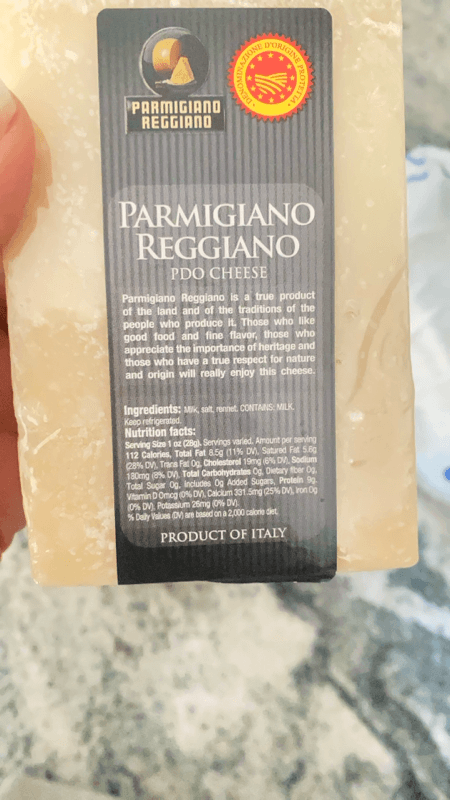 PARMIGIANO
REGGIANO
DENOMINAZIONE D'ORIGINE PROTETTA
PARMIGIANO
REGGIANO
PDO CHEESE
Parmigiano Reggiano is a true product
of the land and of the traditions of the
people who produce it. Those who like
good food and fine flavor, those who
appreciate the importance of heritage and
those who have a true respect for nature
and origin will really enjoy this cheese.
Ingredients: Milk, salt, rennet. CONTAINS: MILK.
Keep refrigerated.
Nutrition facts:
Serving Size 1 oz (28g), Servings varied, Amount per serving
112 Calories, Total Fat 8.5g (11% DV), Satured Fat 5.6g
(28% DV), Trans Fat 0g, Cholesterol 19mg (6% DV), Sodium
180mg (8% DV), Total Carbohydrates 0g, Dietary fiber 0g,
Total Sugar 0g, Includes 0g Added Sugars, Protein 9g.
Vitamin D 0mcg (0% DV), Calcium 331.5mg (25% DV), Iron 0g
(0% DV), Potassium 26mg (0% DV)
% Daily Values (DV) are based on a 2,000 calorie diet.
PRODUCT OF ITALY